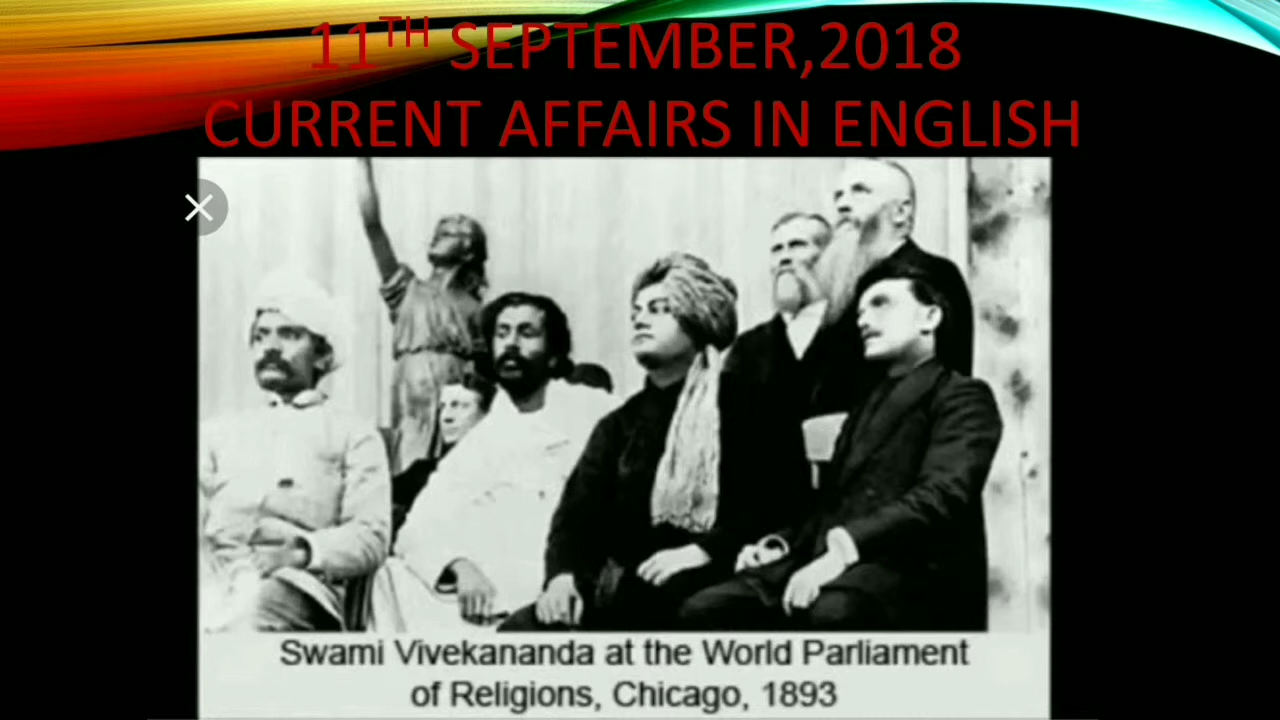 11TH SEPTEMBER,2018
CURRENT AFFAIRS IN ENGLISH
Swami Vivekananda at the World Parliament
of Religions, Chicago, 1893